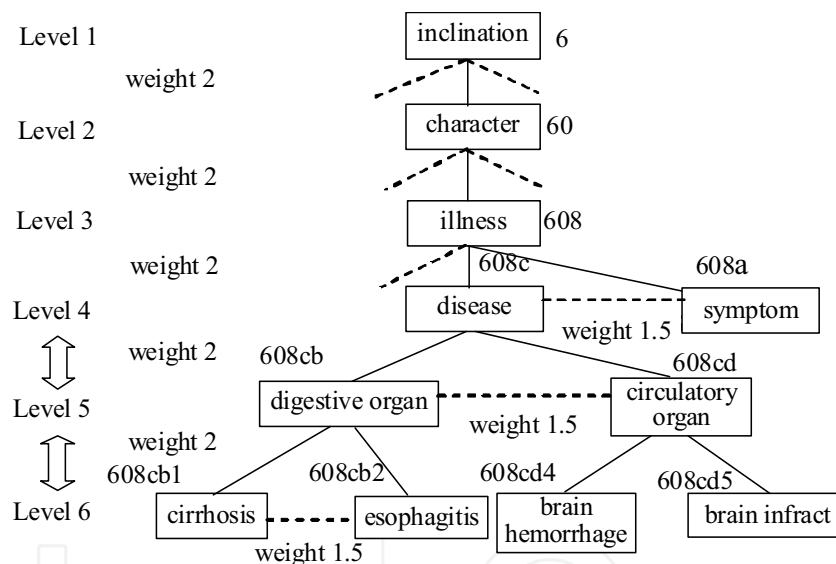 Level 1
inclination
6
weight 2
Level 2
character
60
weight 2
Level 3
illness
608
weight 2
608c
608a
Level 4
disease
symptom
weight 1.5
weight 2
608cb
608cd
Level 5
digestive organ
circulatory
organ
weight 1.5
weight 2
608cb1
608cb2
608cd4
608cd5
Level 6
cirrhosis
esophagitis
brain
hemorrhage
brain infract
weight 1.5